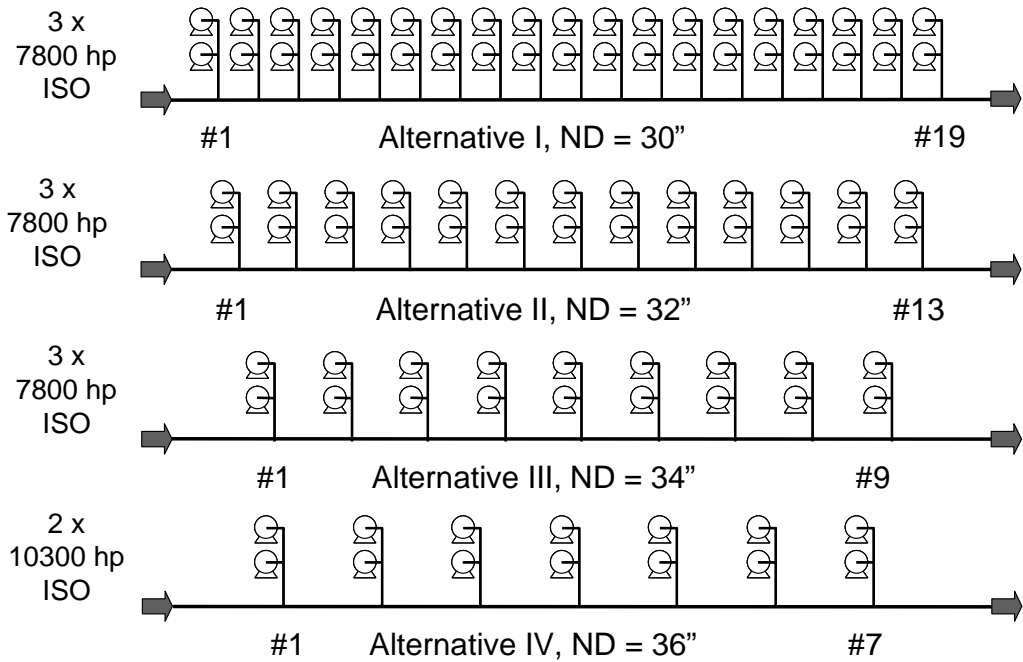 3 x
7800 hp
ISO
#1 Alternative I, ND = 30” #19
3 x
7800 hp
ISO
#1 Alternative II, ND = 32” #13
3 x
7800 hp
ISO
#1 Alternative III, ND = 34” #9
2 x
10300 hp
ISO
#1 Alternative IV, ND = 36” #7